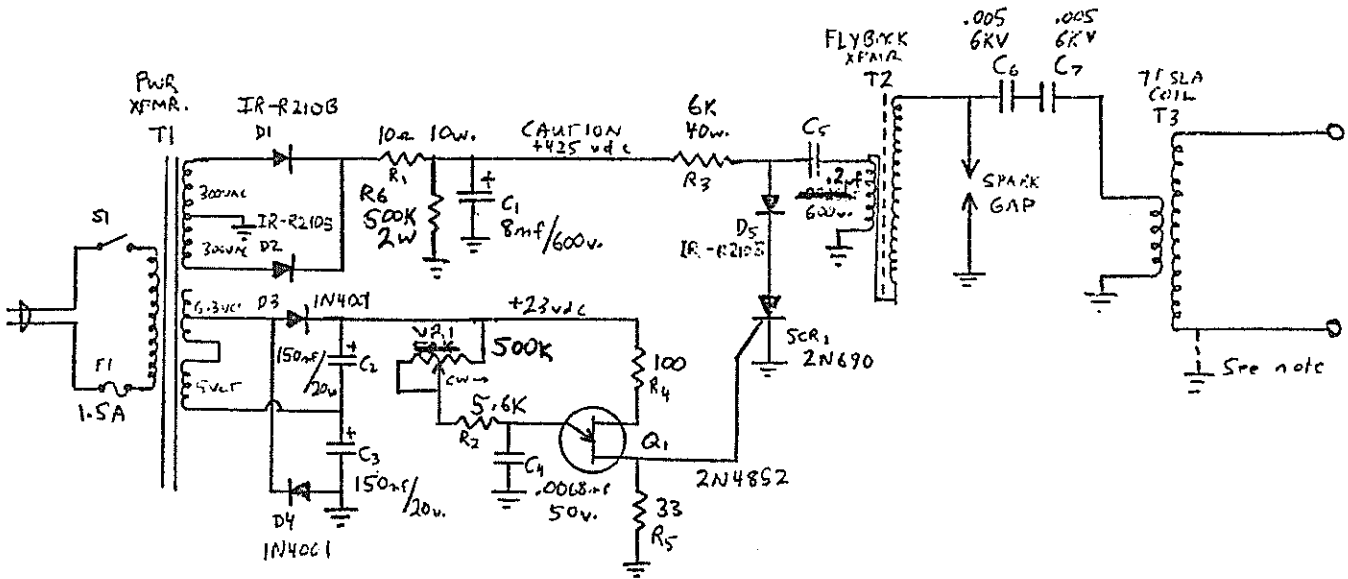 PWR
XFMR.
T1
S1
F1
1.5A
300VAC
300VAC
6.3VCT
5VCT
IR-R210B
D1
IR-R210B
D2
D3
1N4001
D4
1N4001
10Ω 10w.
R1
R6
500K
2W
+
C1
8mf/600v.
CAUTION
+425 vdc
6K
40w.
R3
C5
.2µf
600v.
D5
IR-R210B
SCR1
2N690
+23vdc
150mf/20v
+
C2
+
C3
150mf/20v.
VR1
500K
CW→
5.6K
R2
C4
.0068mf
50v.
100
R4
Q1
2N4852
33
R5
FLYBACK
XFMR
T2
.005
6KV
C6
.005
6KV
C7
SPARK
GAP
TESLA
COIL
T3
See note